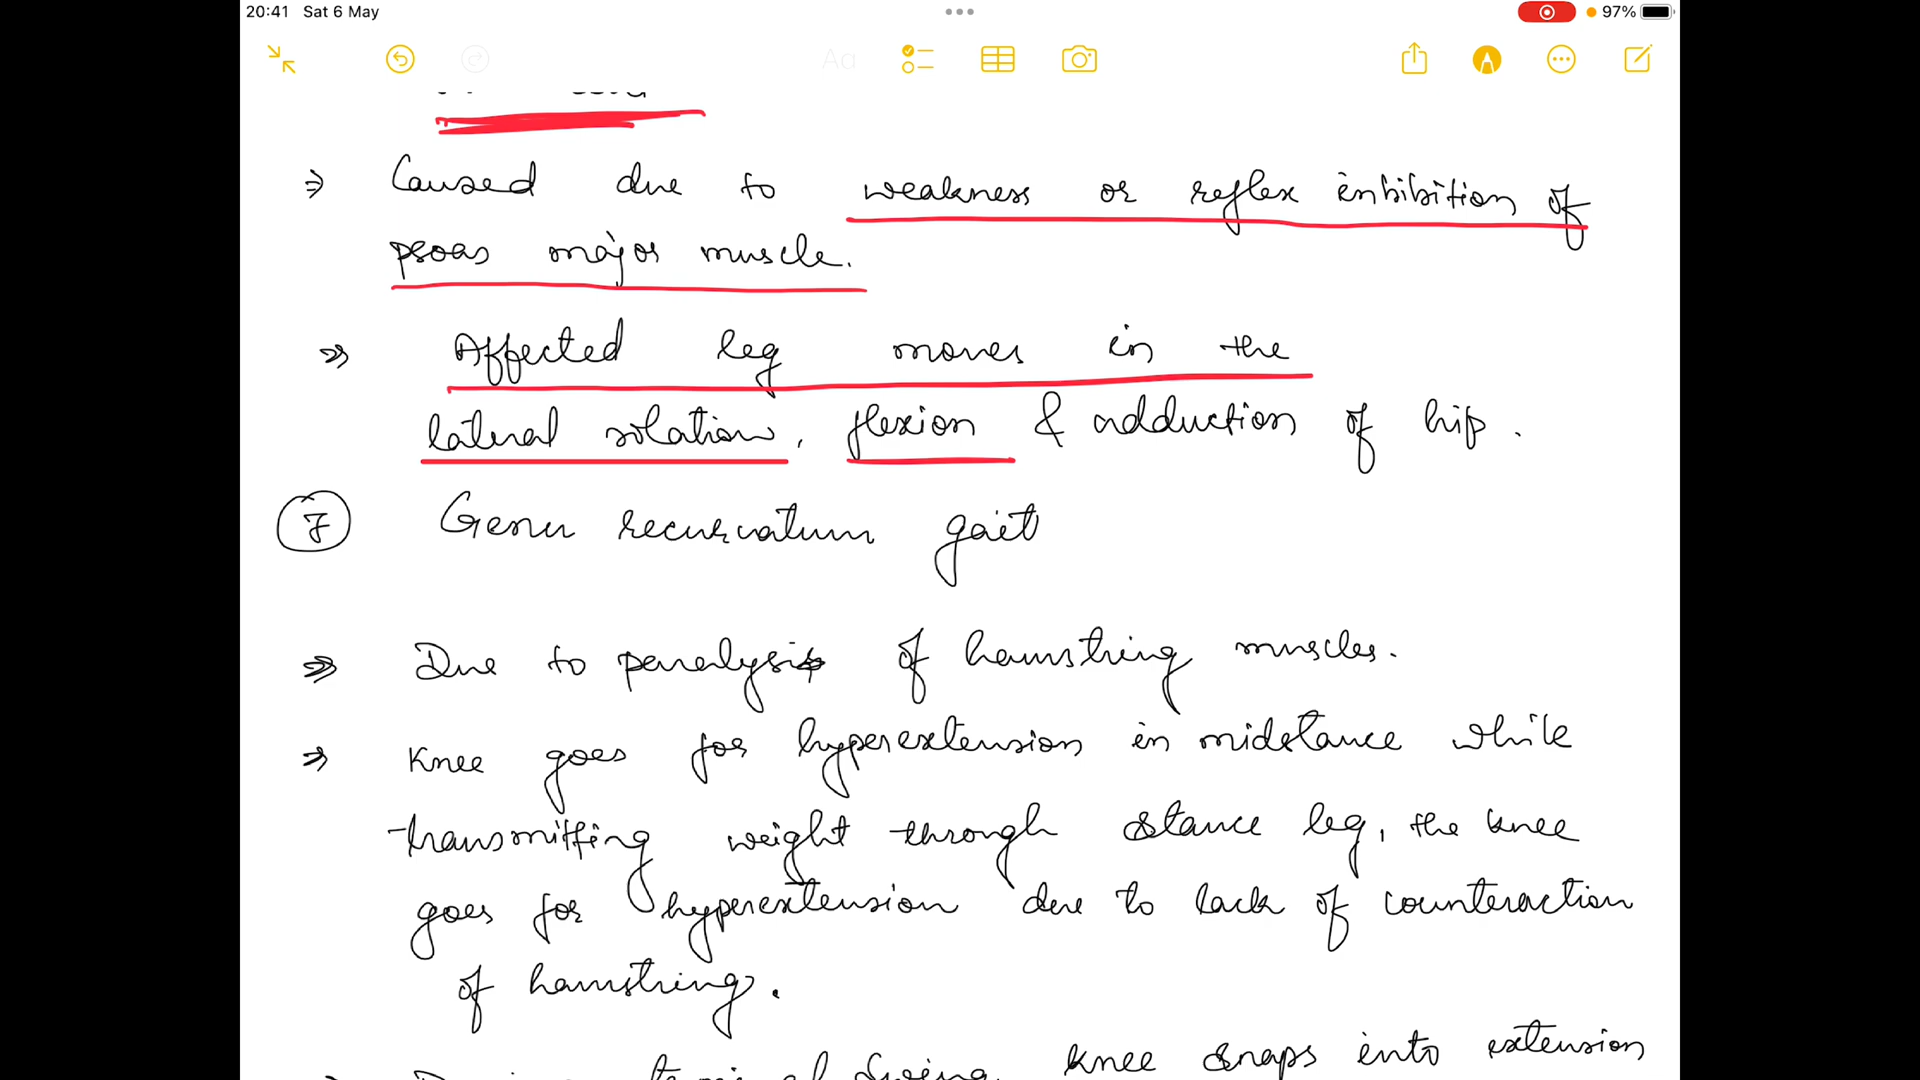 20:41 Sat 6 May 97%
Aa
⇒ Caused due to weakness or reflex inhibition of
psoas major muscle.
⇒ Affected leg moves in the
lateral rotation, flexion & adduction of hip.
7 Genu recurvatum gait
⇒ Due to paralysis of hamstring muscles.
⇒ Knee goes for hyperextension in midstance while
transmitting weight through stance leg, the knee
goes for hyperextension due to lack of counteraction
of hamstring.
knee snaps into extension